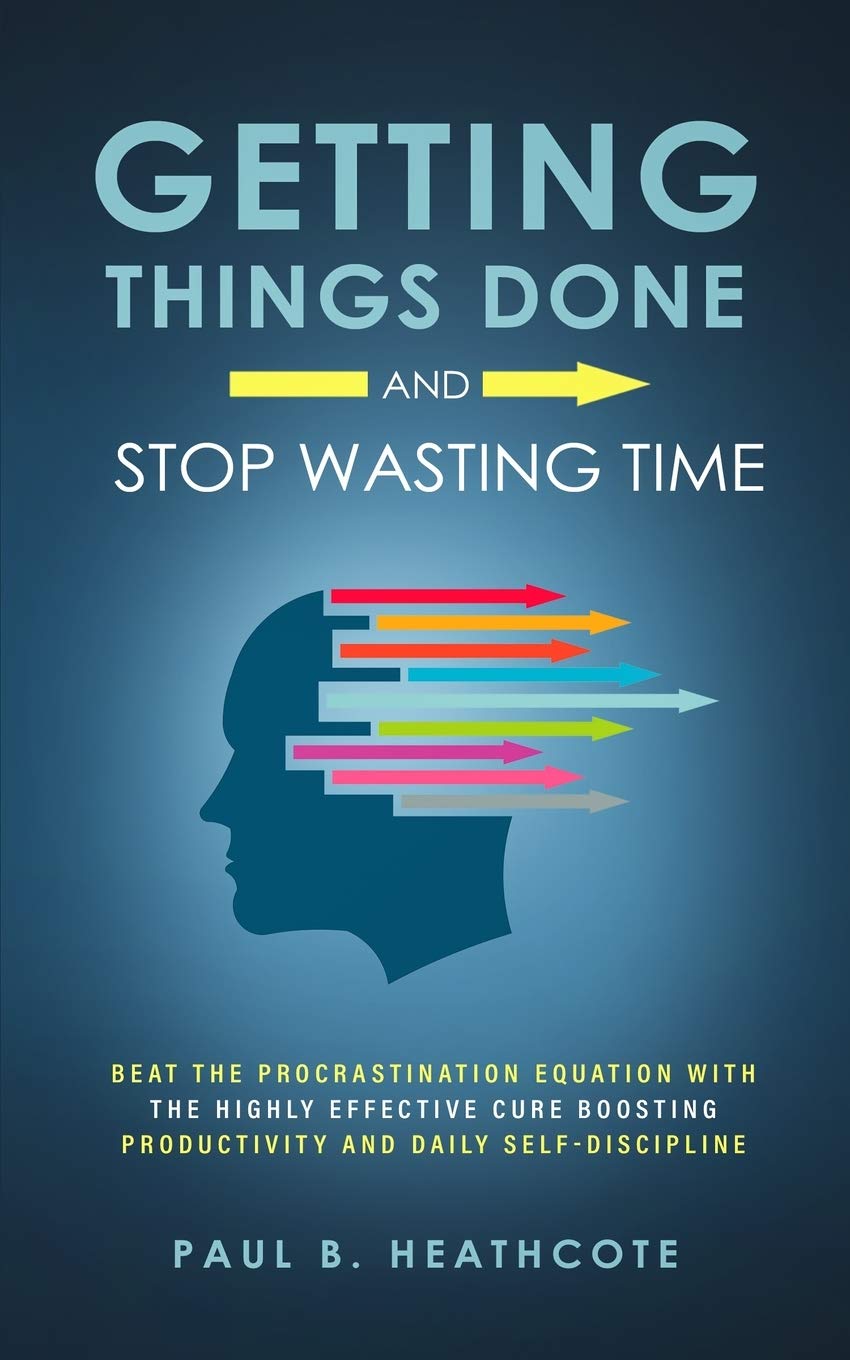 GETTING
THINGS DONE
AND
STOP WASTING TIME
BEAT THE PROCRASTINATION EQUATION WITH
THE HIGHLY EFFECTIVE CURE BOOSTING
PRODUCTIVITY AND DAILY SELF-DISCIPLINE
PAUL B. HEATHCOTE